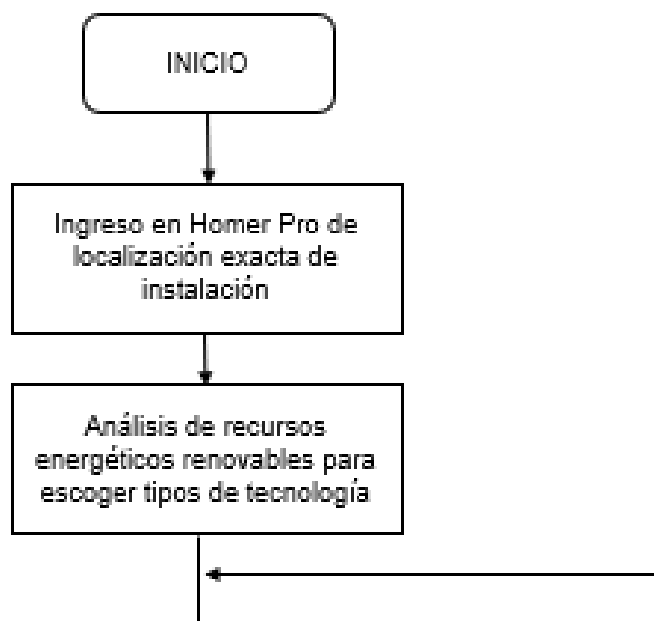 INICIO
Ingreso en Homer Pro de
localización exacta de
instalación
Análisis de recursos
energéticos renovables para
escoger tipos de tecnología